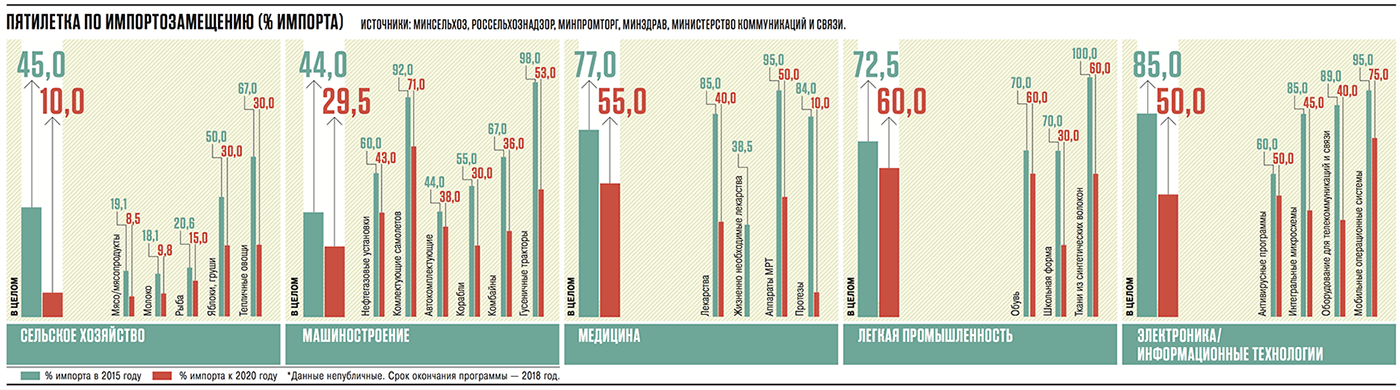 ПЯТИЛЕТКА ПО ИМПОРТОЗАМЕЩЕНИЮ (% ИМПОРТА)
ИСТОЧНИКИ: МИНСЕЛЬХОЗ, РОССЕЛЬХОЗНАДЗОР, МИНПРОМТОРГ, МИНЗДРАВ, МИНИСТЕРСТВО КОММУНИКАЦИЙ И СВЯЗИ.
45,0
10,0
В ЦЕЛОМ
19,1
8,5
Мясо/мясопродукты
18,1
9,8
Молоко
20,6
15,0
Рыба
50,0
30,0
Яблоки, груши
67,0
30,0
Тепличные овощи
СЕЛЬСКОЕ ХОЗЯЙСТВО
44,0
29,5
В ЦЕЛОМ
60,0
43,0
Нефтегазовые установки
92,0
71,0
Комлектующие самолетов
44,0
38,0
Автокомплектующие
55,0
30,0
Корабли
67,0
36,0
Комбайны
98,0
53,0
Гусеничные тракторы
МАШИНОСТРОЕНИЕ
77,0
55,0
В ЦЕЛОМ
85,0
40,0
Лекарства
38,5
Жизненно необходимые лекарства
95,0
50,0
Аппараты МРТ
84,0
10,0
Протезы
МЕДИЦИНА
72,5
60,0
В ЦЕЛОМ
70,0
60,0
Обувь
70,0
30,0
Школьная форма
100,0
60,0
Ткани из синтетических волокон
ЛЕГКАЯ ПРОМЫШЛЕННОСТЬ
85,0
50,0
В ЦЕЛОМ
60,0
50,0
Антивирусные программы
85,0
45,0
Интегральные микросхемы
89,0
40,0
Оборудование для телекоммуникаций и связи
95,0
75,0
Мобильные операционные системы
ЭЛЕКТРОНИКА/
ИНФОРМАЦИОННЫЕ ТЕХНОЛОГИИ
% импорта в 2015 году
% импорта к 2020 году
*Данные непубличные. Срок окончания программы — 2018 год.